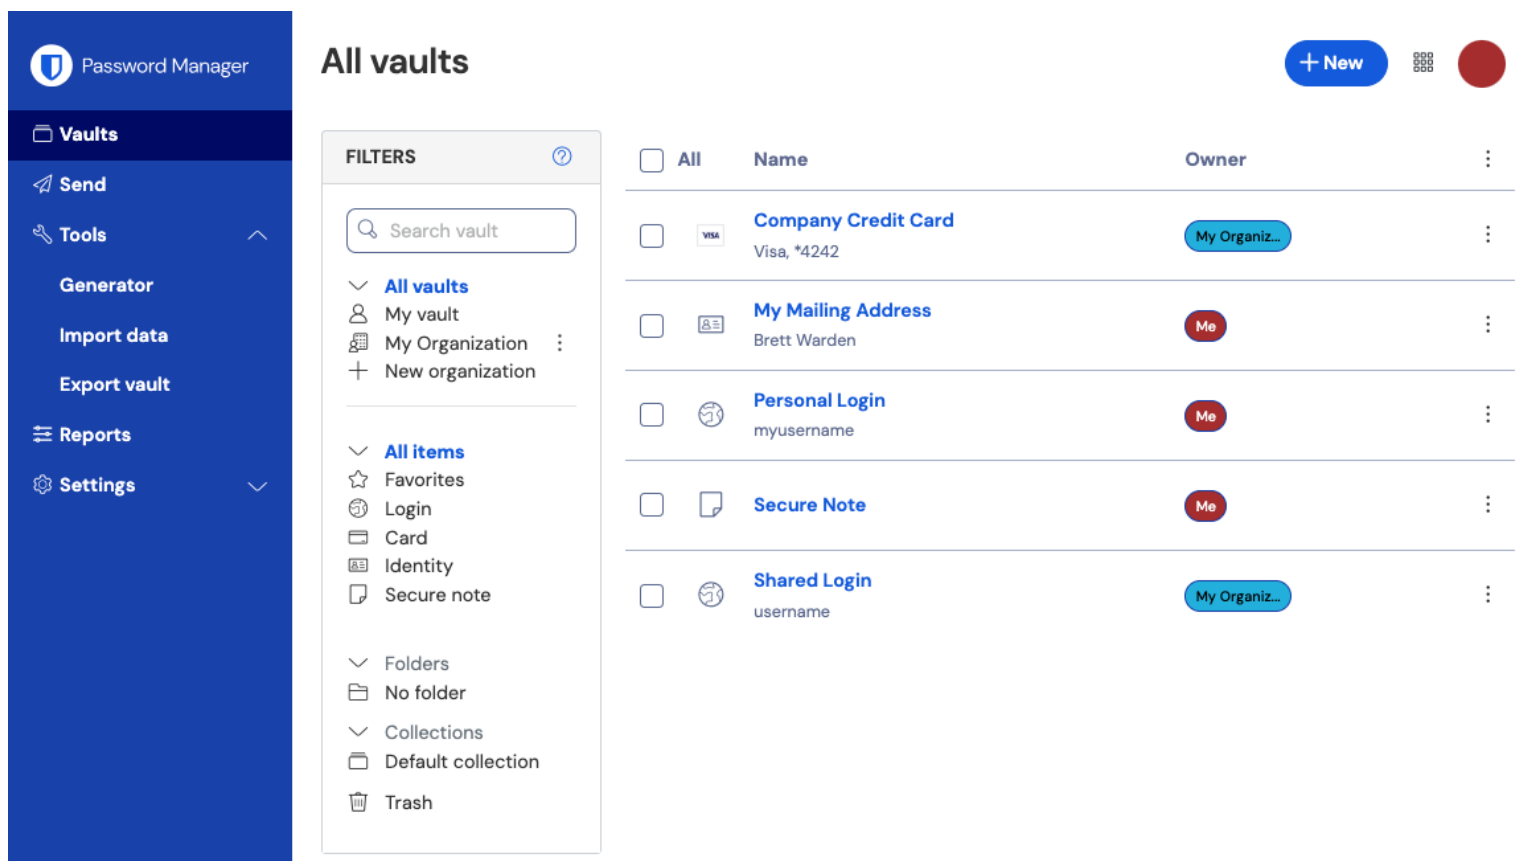 Password Manager
Vaults
Send
Tools
Generator
Import data
Export vault
Reports
Settings
All vaults
+ New
FILTERS
?
Search vault
All vaults
My vault
My Organization
New organization
All items
Favorites
Login
Card
Identity
Secure note
Folders
No folder
Collections
Default collection
Trash
All Name Owner
VISA
Company Credit Card
Visa, *4242
My Organiz...
My Mailing Address
Brett Warden
Me
Personal Login
myusername
Me
Secure Note
Me
Shared Login
username
My Organiz...